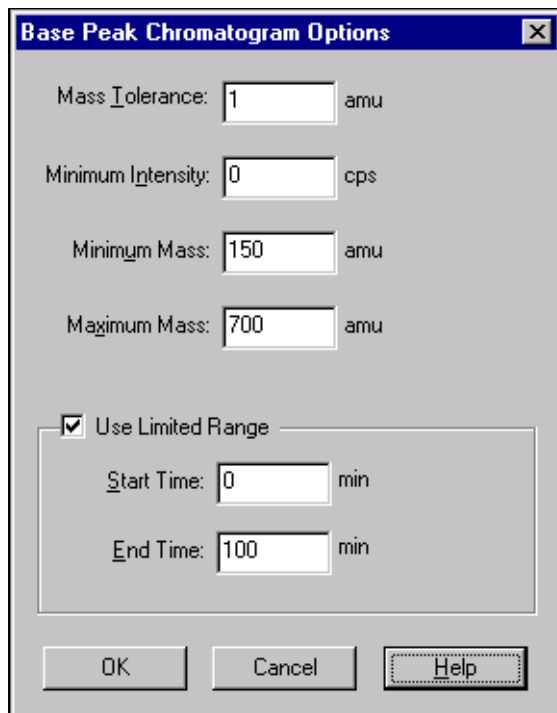 Base Peak Chromatogram Options
Mass Tolerance: 1 amu
Minimum Intensity: 0 cps
Minimum Mass: 150 amu
Maximum Mass: 700 amu
Use Limited Range
Start Time: 0 min
End Time: 100 min
OK Cancel Help